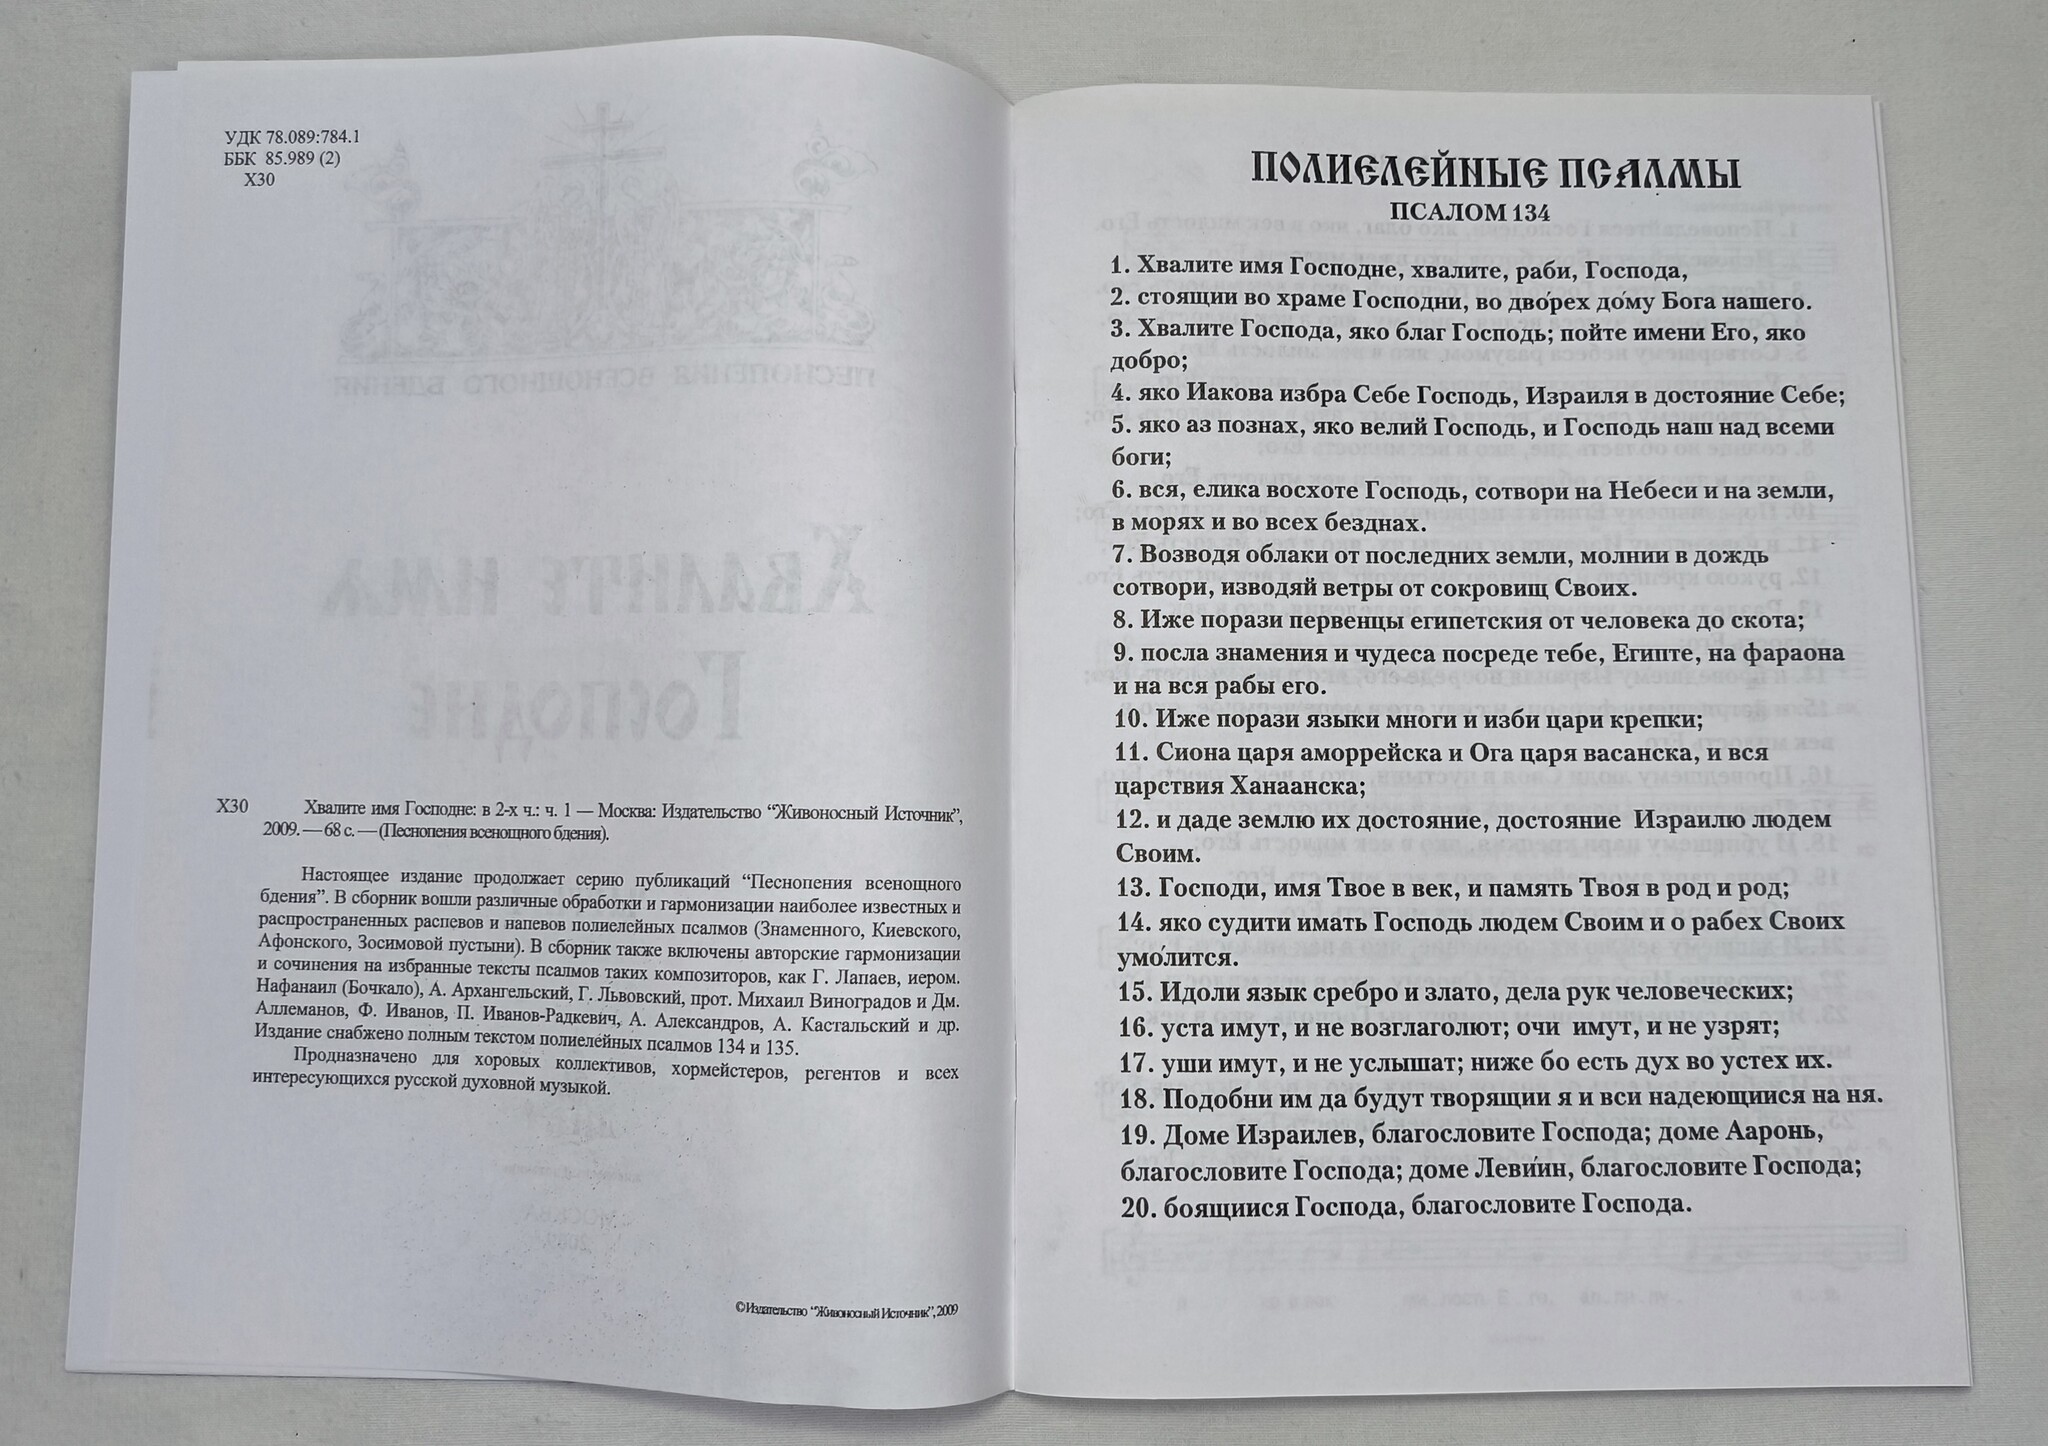 УДК 78.089:784.1
ББК 85.989 (2)
Х30
Х30 Хвалите имя Господне: в 2-х ч.: ч. 1 — Москва: Издательство “Живоносный Источник”,
2009. — 68 с. — (Песнопения всенощного бдения).
Настоящее издание продолжает серию публикаций “Песнопения всенощного
бдения”. В сборник вошли различные обработки и гармонизации наиболее известных и
распространенных распевов и напевов полиелейных псалмов (Знаменного, Киевского,
Афонского, Зосимовой пустыни). В сборник также включены авторские гармонизации
и сочинения на избранные тексты псалмов таких композиторов, как Г. Лапаев, иером.
Нафанаил (Бочкало), А. Архангельский, Г. Львовский, прот. Михаил Виноградов и Дм.
Аллеманов, Ф. Иванов, П. Иванов-Радкевич, А. Александров, А. Кастальский и др.
Издание снабжено полным текстом полиелейных псалмов 134 и 135.
Продназначено для хоровых коллективов, хормейстеров, регентов и всех
интересующихся русской духовной музыкой.
© Издательство “Живоносный Источник”, 2009
ПОЛИЕЛЕЙНЫЕ ПСАЛМЫ
ПСАЛОМ 134
1. Хвалите имя Господне, хвалите, раби, Господа,
2. стоящии во храме Господни, во дво́рех до́му Бога нашего.
3. Хвалите Господа, яко благ Господь; пойте имени Его, яко
добро;
4. яко Иакова избра Себе Господь, Израиля в достояние Себе;
5. яко аз познах, яко велий Господь, и Господь наш над всеми
боги;
6. вся, елика восхоте Господь, сотвори на Небеси и на земли,
в морях и во всех безднах.
7. Возводя облаки от последних земли, молнии в дождь
сотвори, изводяй ветры от сокровищ Своих.
8. Иже порази первенцы египетския от человека до скота;
9. посла знамения и чудеса посреде тебе, Египте, на фараона
и на вся рабы его.
10. Иже порази языки многи и изби цари крепки;
11. Сиона царя аморрейска и Ога царя васанска, и вся
царствия Ханаанска;
12. и даде землю их достояние, достояние Израилю людем
Своим.
13. Господи, имя Твое в век, и память Твоя в род и род;
14. яко судити имать Господь людем Своим и о рабех Своих
умо́лится.
15. Идоли язык сребро и злато, дела рук человеческих;
16. уста имут, и не возглаголют; очи имут, и не узрят;
17. уши имут, и не услышат; ниже бо есть дух во устех их.
18. Подобни им да будут творящии я и вси надеющиися на ня.
19. Доме Израилев, благословите Господа; доме Ааронь,
благословите Господа; доме Леви́ин, благословите Господа;
20. боящиися Господа, благословите Господа.